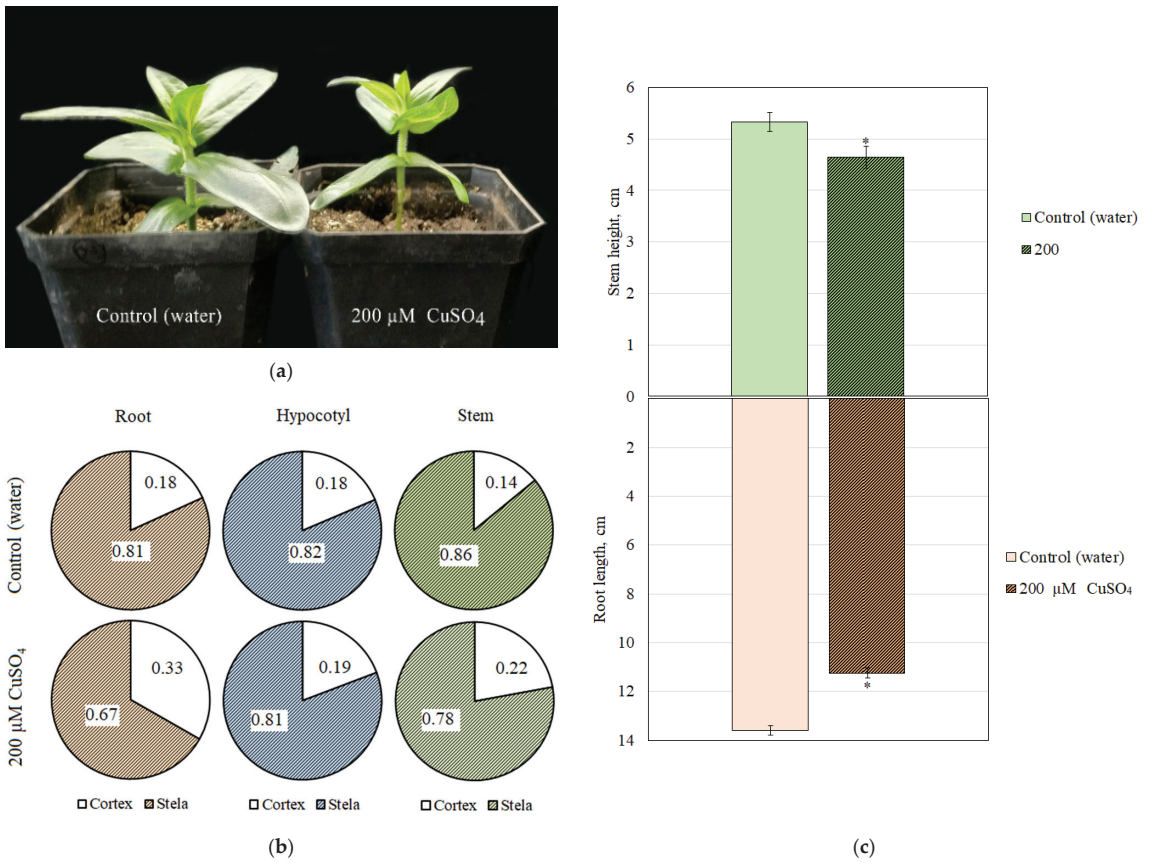 Control (water)
200 µM CuSO4
(a)
Root Hypocotyl Stem
Control (water)
0.18
0.81
0.18
0.82
0.14
0.86
200 µM CuSO4
0.33
0.67
0.19
0.81
0.22
0.78
Cortex Stela
Cortex Stela
Cortex Stela
(b)
Stem height, cm
6
5
4
3
2
1
0
*
Control (water)
200
Root length, cm
2
4
6
8
10
12
14
*
Control (water)
200 µM CuSO4
(c)